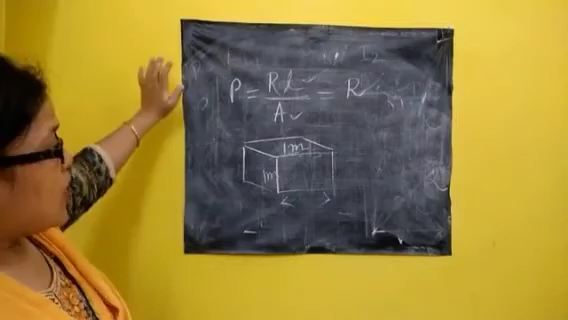 P = Rl ✓ / A ✓ = R
1m
1m